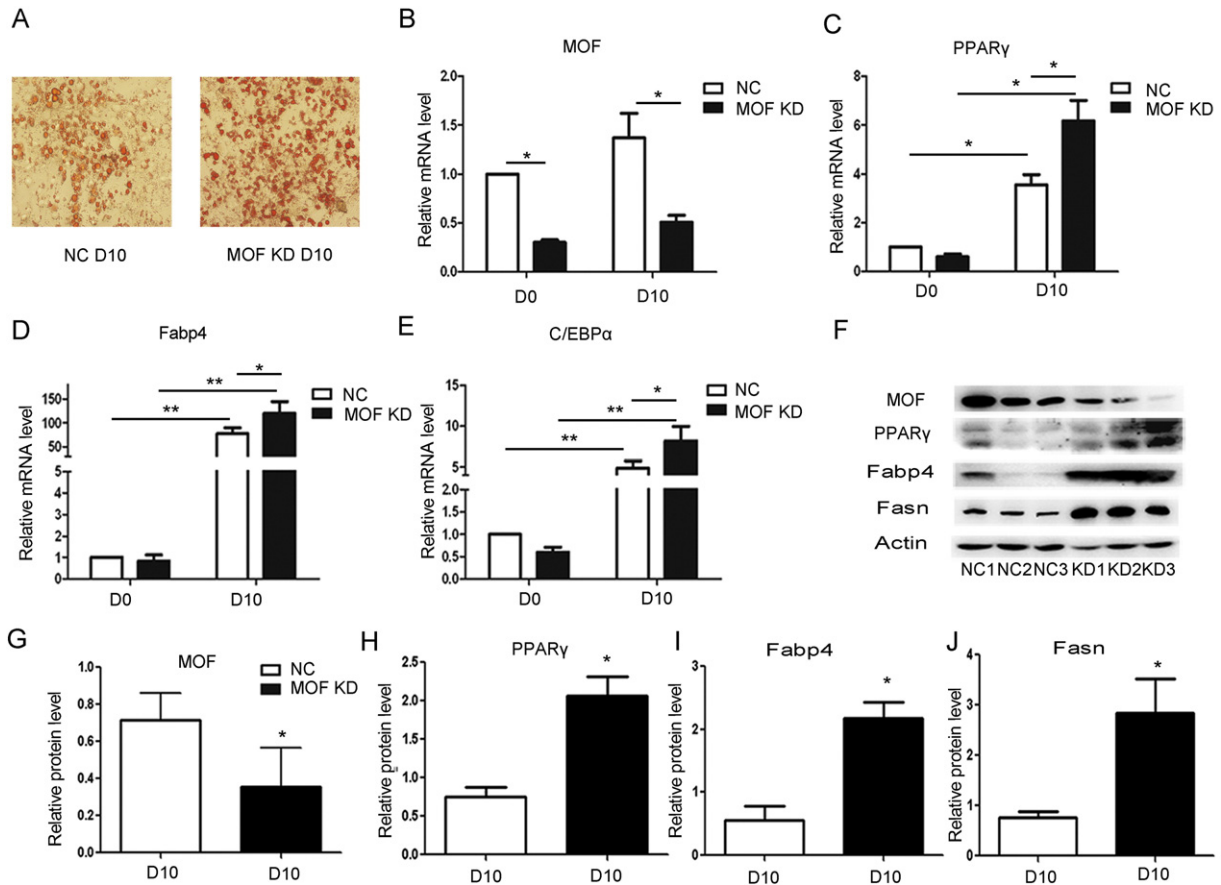 A
NC D10
MOF KD D10
B
MOF
Relative mRNA level
2.0
1.5
1.0
0.5
0.0
*
*
D0
D10
NC
MOF KD
C
PPARγ
Relative mRNA level
8
6
4
2
0
*
*
*
D0
D10
NC
MOF KD
D
Fabp4
Relative mRNA level
150
100
50
5
4
3
2
1
0
**
**
*
D0
D10
NC
MOF KD
E
C/EBPα
Relative mRNA level
15
10
5
2.0
1.5
1.0
0.5
0.0
**
**
*
D0
D10
NC
MOF KD
F
MOF
PPARγ
Fabp4
Fasn
Actin
NC1 NC2 NC3 KD1 KD2 KD3
G
MOF
Relative protein level
1.0
0.8
0.6
0.4
0.2
0.0
*
D10
D10
NC
MOF KD
H
PPARγ
Relative protein level
2.5
2.0
1.5
1.0
0.5
0.0
*
D10
D10
I
Fabp4
Relative protein level
3
2
1
0
*
D10
D10
J
Fasn
Relative protein level
4
3
2
1
0
*
D10
D10